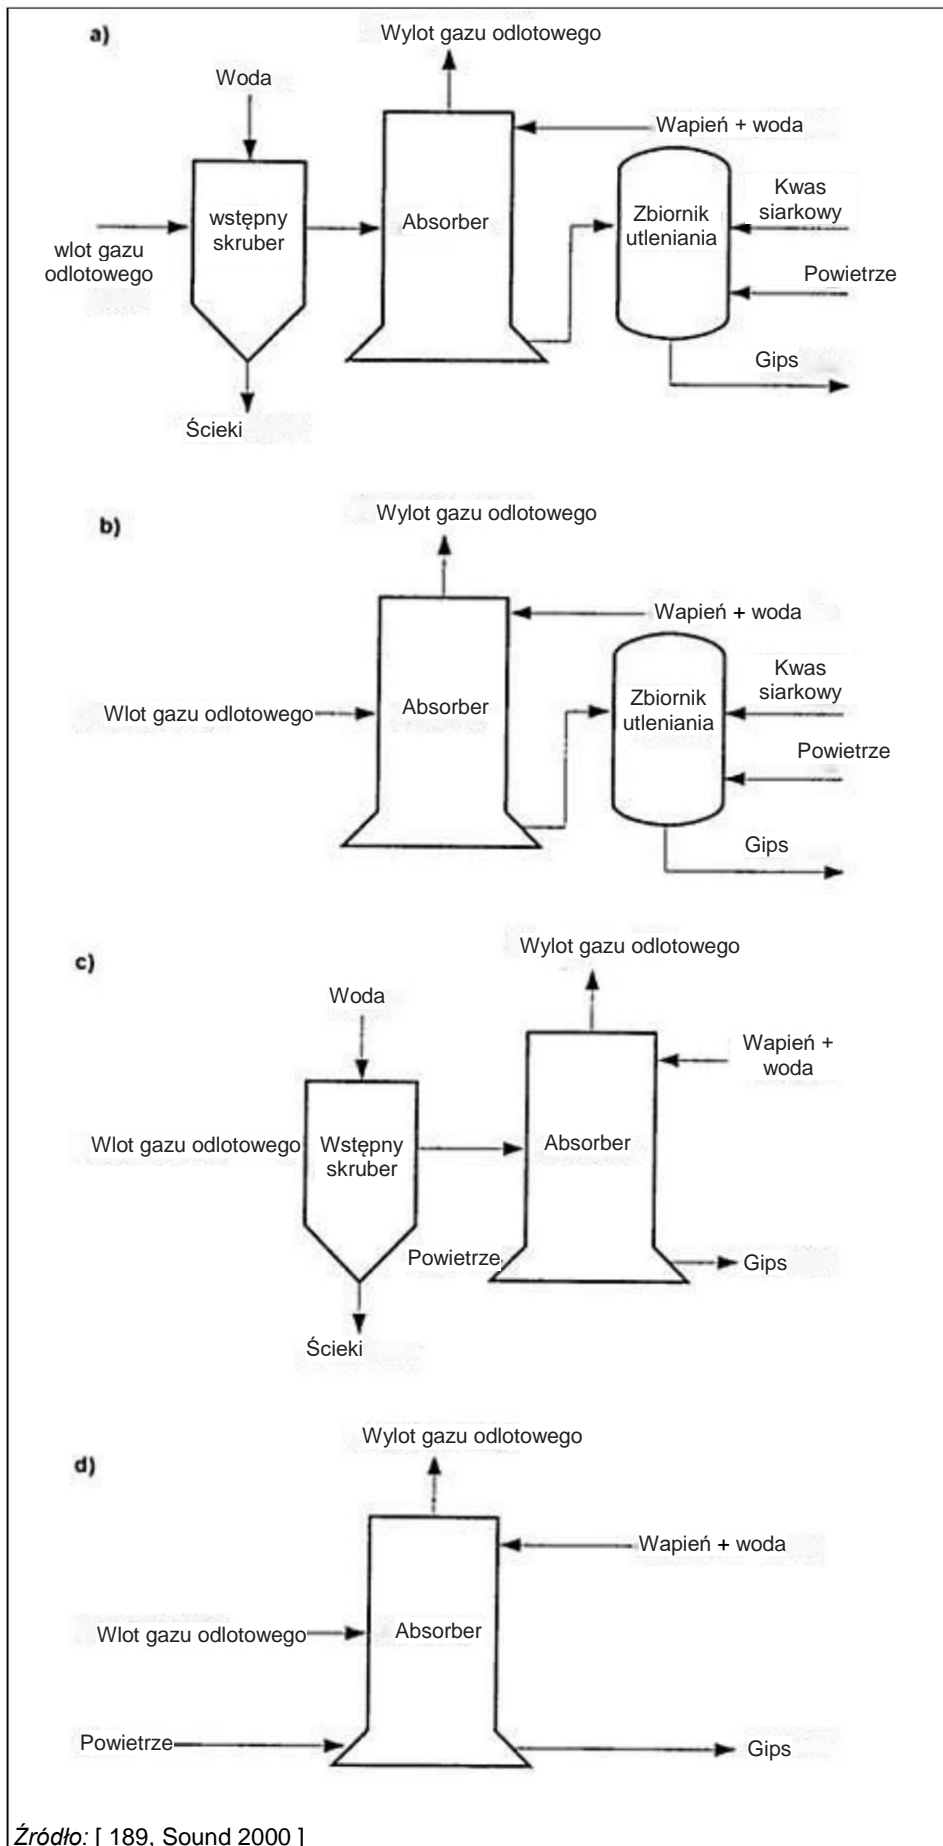 a)
Wylot gazu odlotowego
Woda
Wapień + woda
wstępny
skruber
Absorber
Zbiornik
utleniania
Kwas
siarkowy
wlot gazu
odlotowego
Powietrze
Gips
Ścieki
b)
Wylot gazu odlotowego
Wapień + woda
Kwas
siarkowy
Wlot gazu odlotowego
Absorber
Zbiornik
utleniania
Powietrze
Gips
c)
Wylot gazu odlotowego
Woda
Wapień +
woda
Wlot gazu odlotowego
Wstępny
skruber
Absorber
Powietrze
Gips
Ścieki
d)
Wylot gazu odlotowego
Wapień + woda
Wlot gazu odlotowego
Absorber
Powietrze
Gips
Źródło: [ 189, Sound 2000 ]